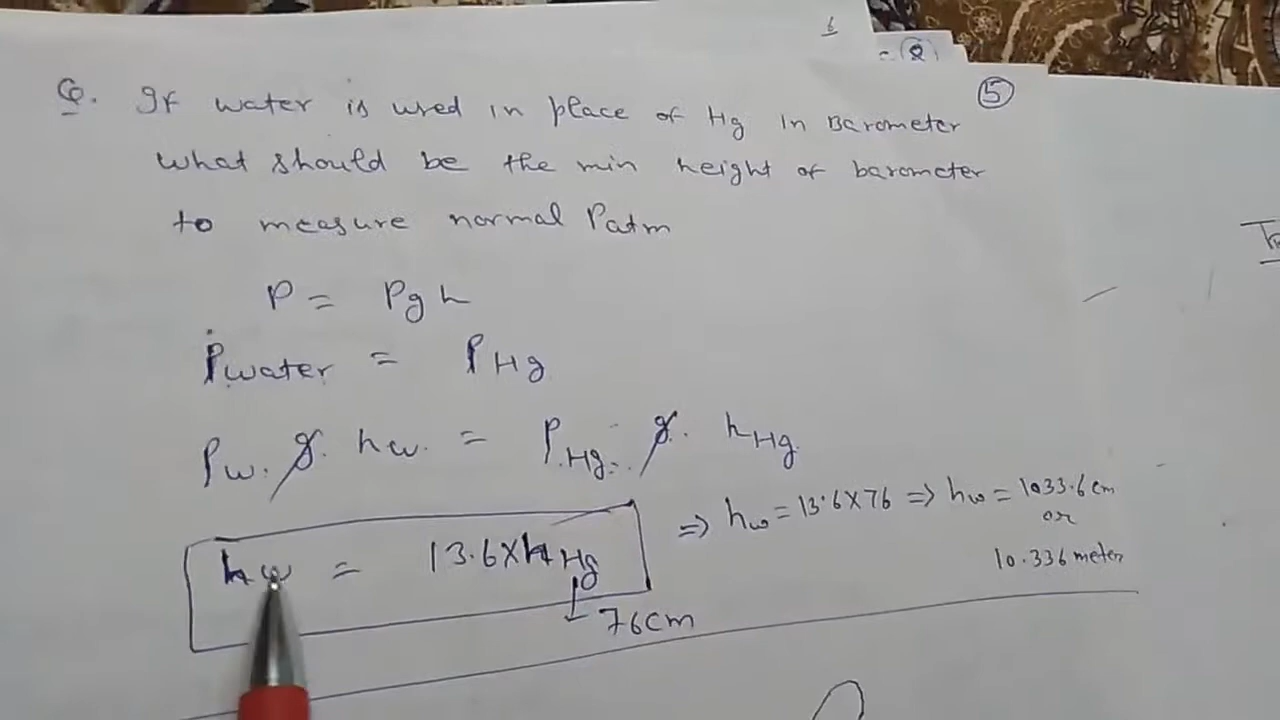 6
= (2)
5
Q. If water is used in place of Hg in Barometer
what should be the min height of barometer
to measure normal Patm
P = ρgh
Pwater = PHg
ρw. g. hw. = ρHg. g. hHg.
hw = 13.6 x hHg
76cm
⇒ hw = 13.6 X 76 ⇒ hw = 1033.6 cm
or
10.336 meter